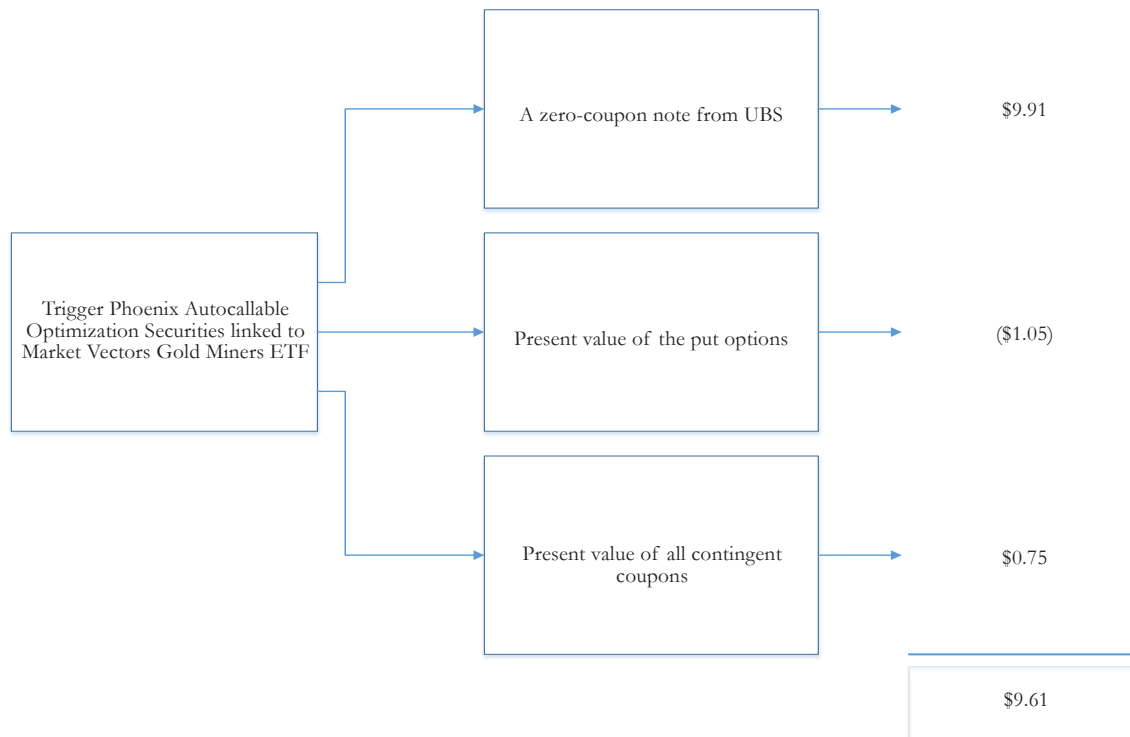 A zero-coupon note from UBS
$9.91
Trigger Phoenix Autocallable
Optimization Securities linked to
Market Vectors Gold Miners ETF
Present value of the put options
($1.05)
Present value of all contingent
coupons
$0.75
$9.61